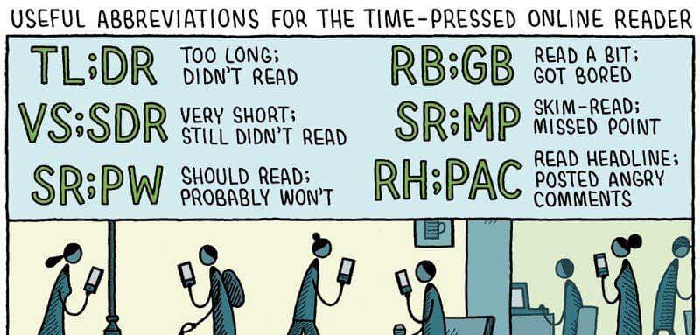 USEFUL ABBREVIATIONS FOR THE TIME-PRESSED ONLINE READER
TL;DR
TOO LONG;
DIDN'T READ
VS;SDR
VERY SHORT;
STILL DIDN'T READ
SR;PW
SHOULD READ;
PROBABLY WON'T
RB;GB
READ A BIT;
GOT BORED
SR;MP
SKIM-READ;
MISSED POINT
RH;PAC
READ HEADLINE;
POSTED ANGRY
COMMENTS